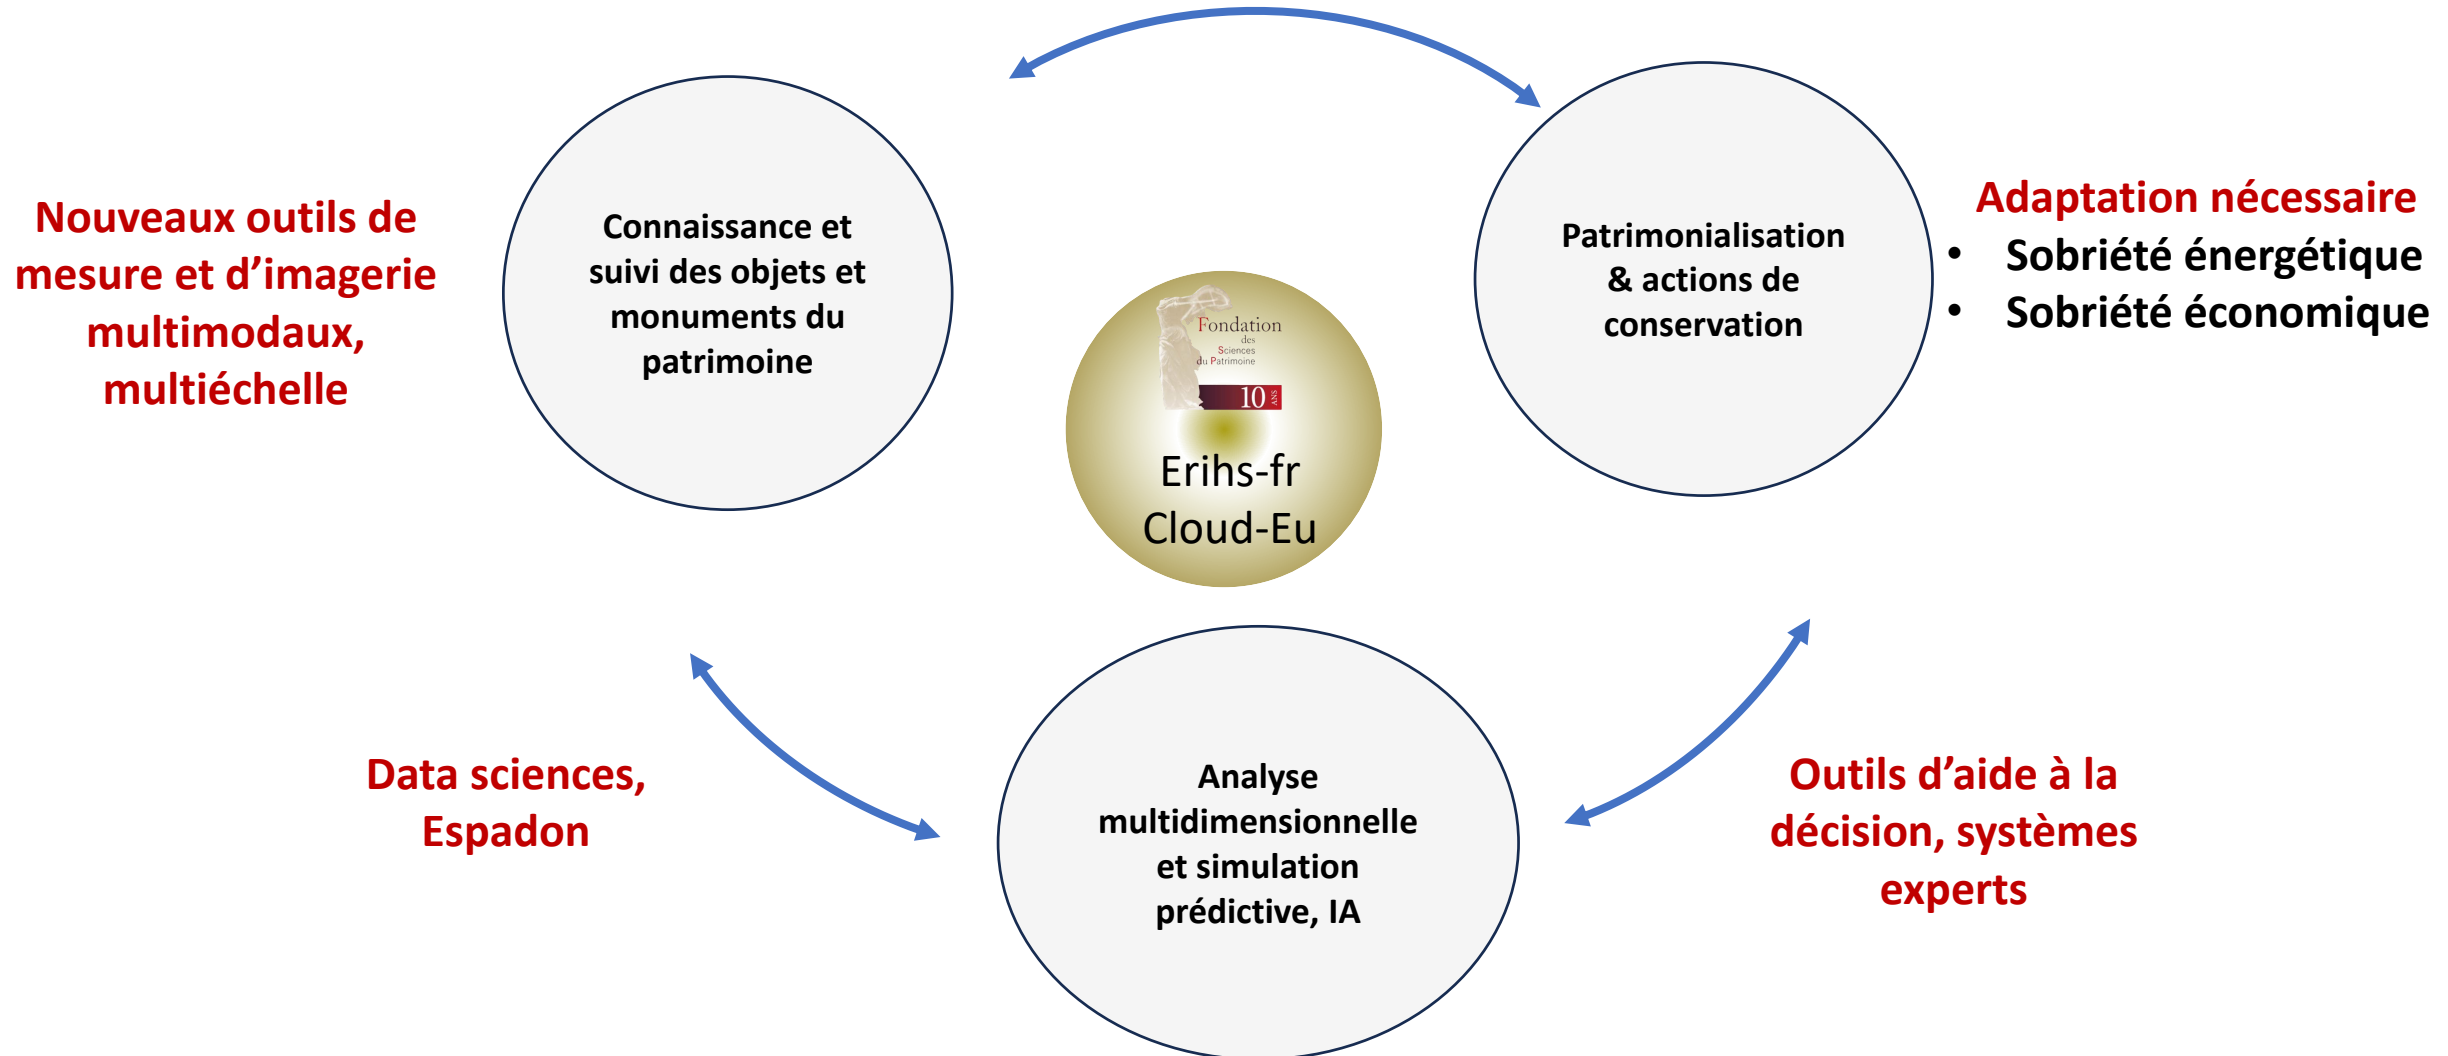 Nouveaux outils de
mesure et d’imagerie
multimodaux,
multiéchelle
Connaissance et
suivi des objets et
monuments du
patrimoine
Fondation
des
Sciences
du Patrimoine
10 ANS
Erihs-fr
Cloud-Eu
Patrimonialisation
& actions de
conservation
Adaptation nécessaire
• Sobriété énergétique
• Sobriété économique
Data sciences,
Espadon
Analyse
multidimensionnelle
et simulation
prédictive, IA
Outils d’aide à la
décision, systèmes
experts